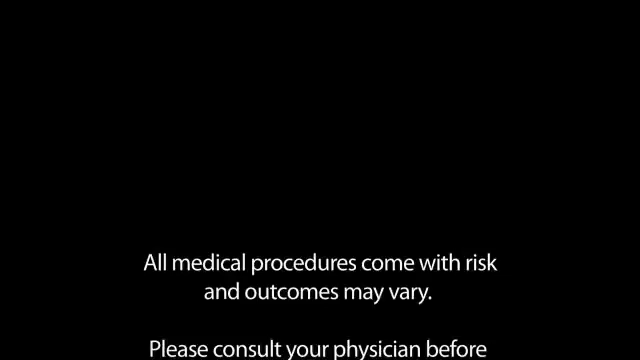 All medical procedures come with risk
and outcomes may vary.
Please consult your physician before